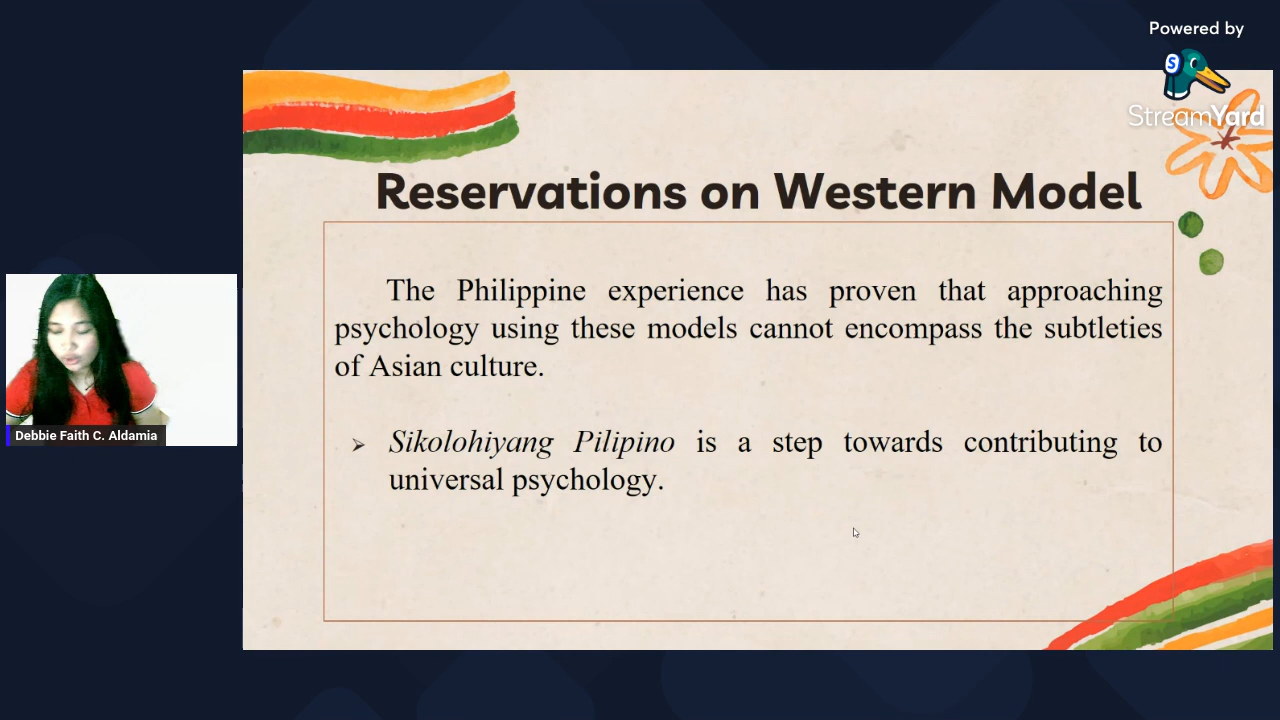 Powered by
StreamYard
Reservations on Western Model
The Philippine experience has proven that approaching
psychology using these models cannot encompass the subtleties
of Asian culture.
➢ Sikolohiyang Pilipino is a step towards contributing to
universal psychology.
Debbie Faith C. Aldamia